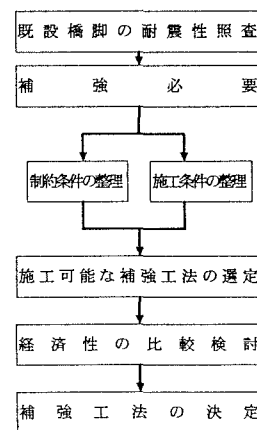 既設橋脚の耐震性照査
補強必要
制約条件の整理
施工条件の整理
施工可能な補強工法の選定
経済性の比較検討
補強工法の決定